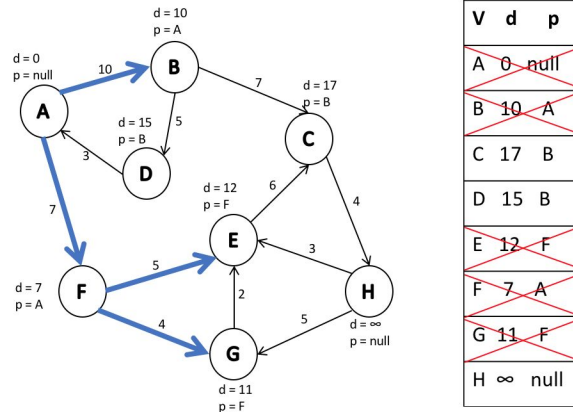 d = 10
p = A
d = 0
p = null
B
10
7
A
d = 15
p = B
5
d = 17
p = B
C
3
D
7
6
4
d = 12
p = F
E
3
d = 7
p = A
F
5
2
H
4
5
d = ∞
p = null
G
d = 11
p = F
V d p
A 0 null
B 10 A
C 17 B
D 15 B
E 12 F
F 7 A
G 11 F
H ∞ null